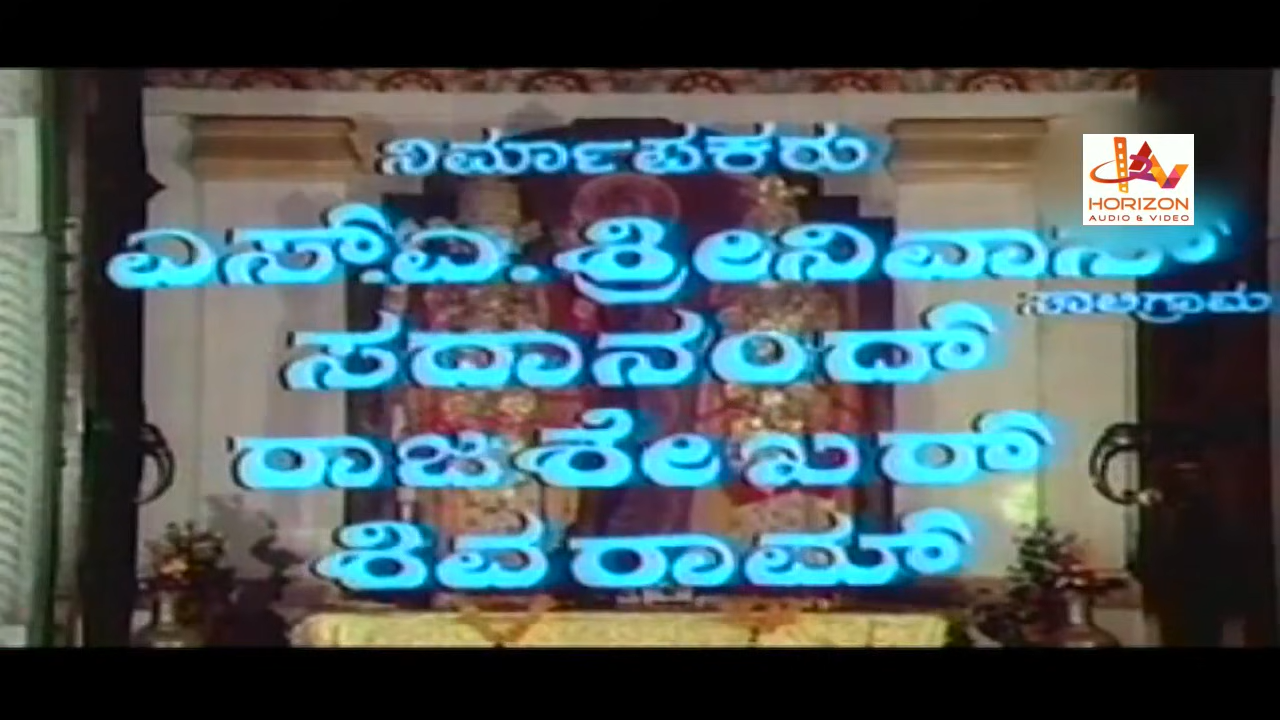 ನಿರ್ಮಾಪಕರು
HORIZON
AUDIO & VIDEO
ಎಸ್.ಏ. ಶ್ರೀನಿವಾಸ್
ಸಾಲಿಗ್ರಾಮ
ಸದಾನಂದ್
ರಾಜಶೇಖರ್
ಶಿವರಾಮ್